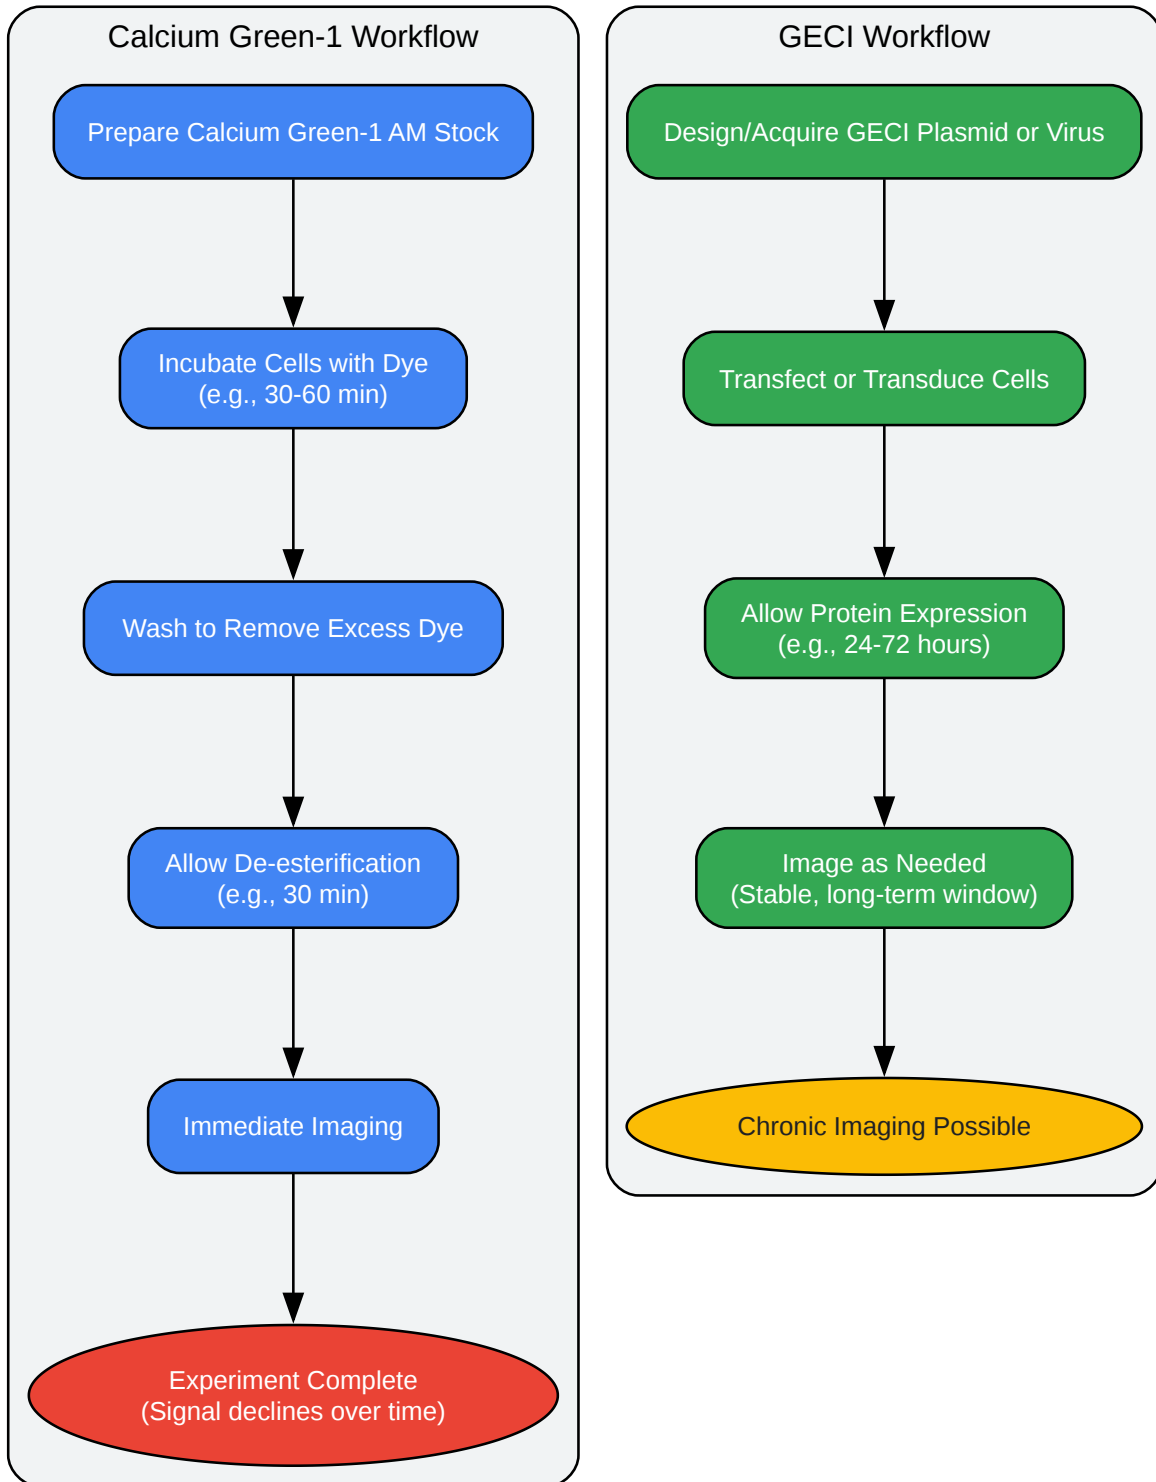 Calcium Green-1 Workflow
Prepare Calcium Green-1 AM Stock
Incubate Cells with Dye
(e.g., 30-60 min)
Wash to Remove Excess Dye
Allow De-esterification
(e.g., 30 min)
Immediate Imaging
Experiment Complete
(Signal declines over time)
GECI Workflow
Design/Acquire GECI Plasmid or Virus
Transfect or Transduce Cells
Allow Protein Expression
(e.g., 24-72 hours)
Image as Needed
(Stable, long-term window)
Chronic Imaging Possible